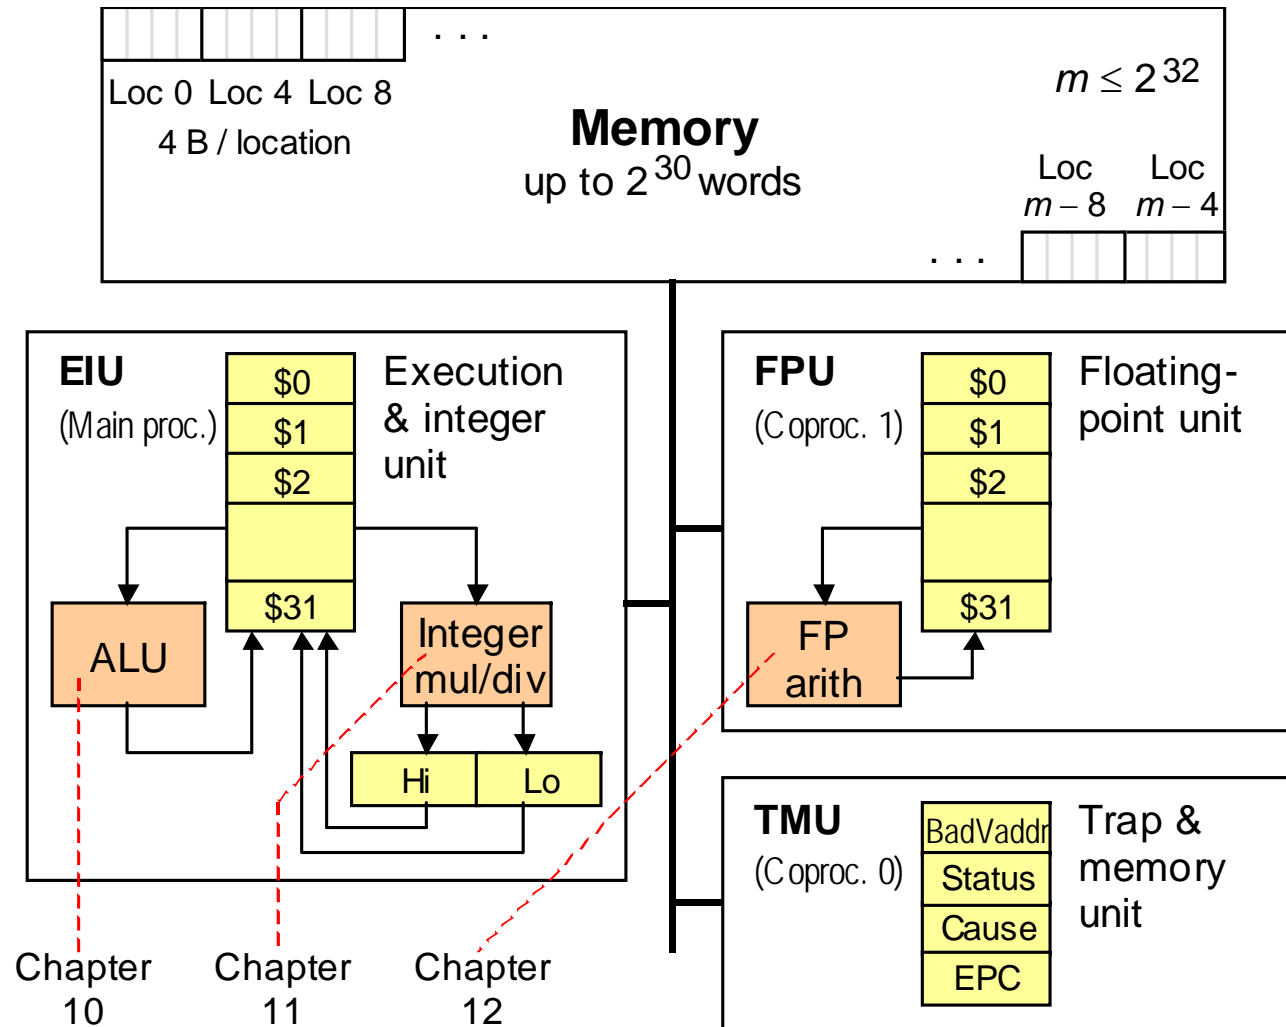 . . .
Loc 0 Loc 4 Loc 8
m ≤ 2^32
4 B / location
Memory
up to 2^30 words
Loc
m – 8
Loc
m – 4
. . .
EIU
(Main proc.)
$0
$1
$2
$31
Execution
& integer
unit
ALU
Integer
mul/div
Hi
Lo
FPU
(Coproc. 1)
$0
$1
$2
$31
Floating-
point unit
FP
arith
TMU
(Coproc. 0)
BadVaddr
Status
Cause
EPC
Trap &
memory
unit
Chapter
10
Chapter
11
Chapter
12